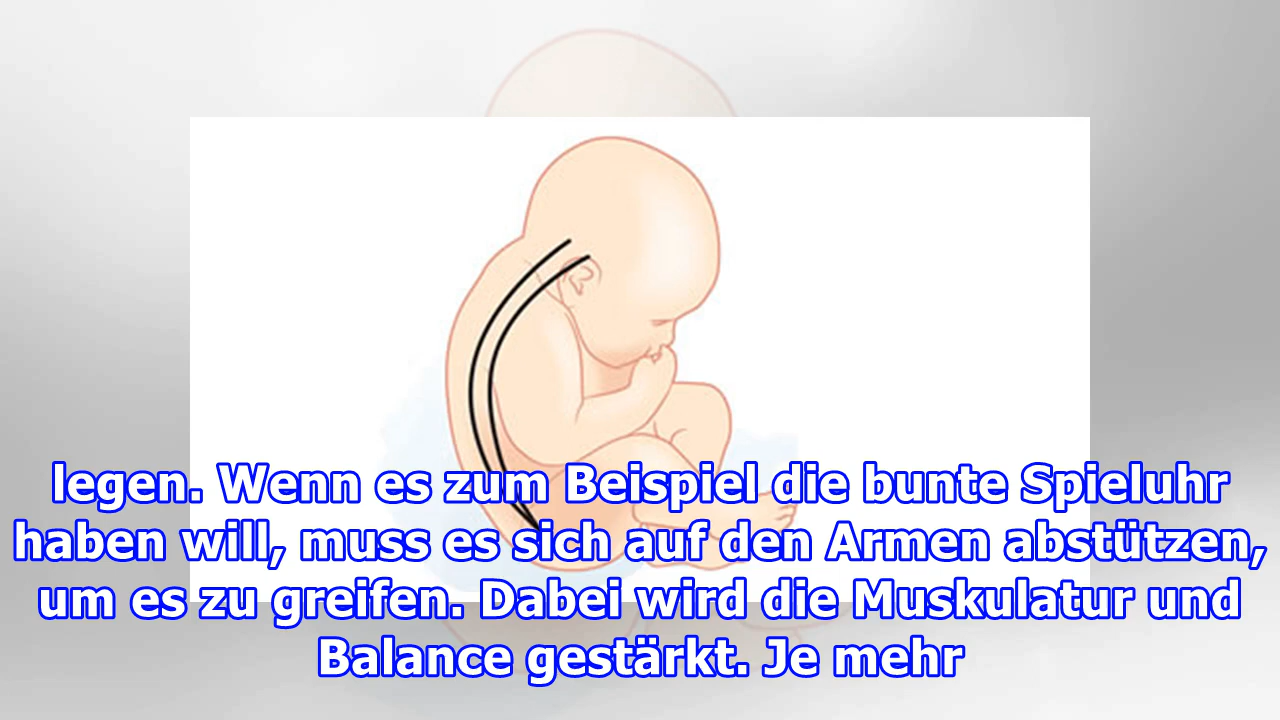 legen. Wenn es zum Beispiel die bunte Spieluhr
haben will, muss es sich auf den Armen abstützen,
um es zu greifen. Dabei wird die Muskulatur und
Balance gestärkt. Je mehr